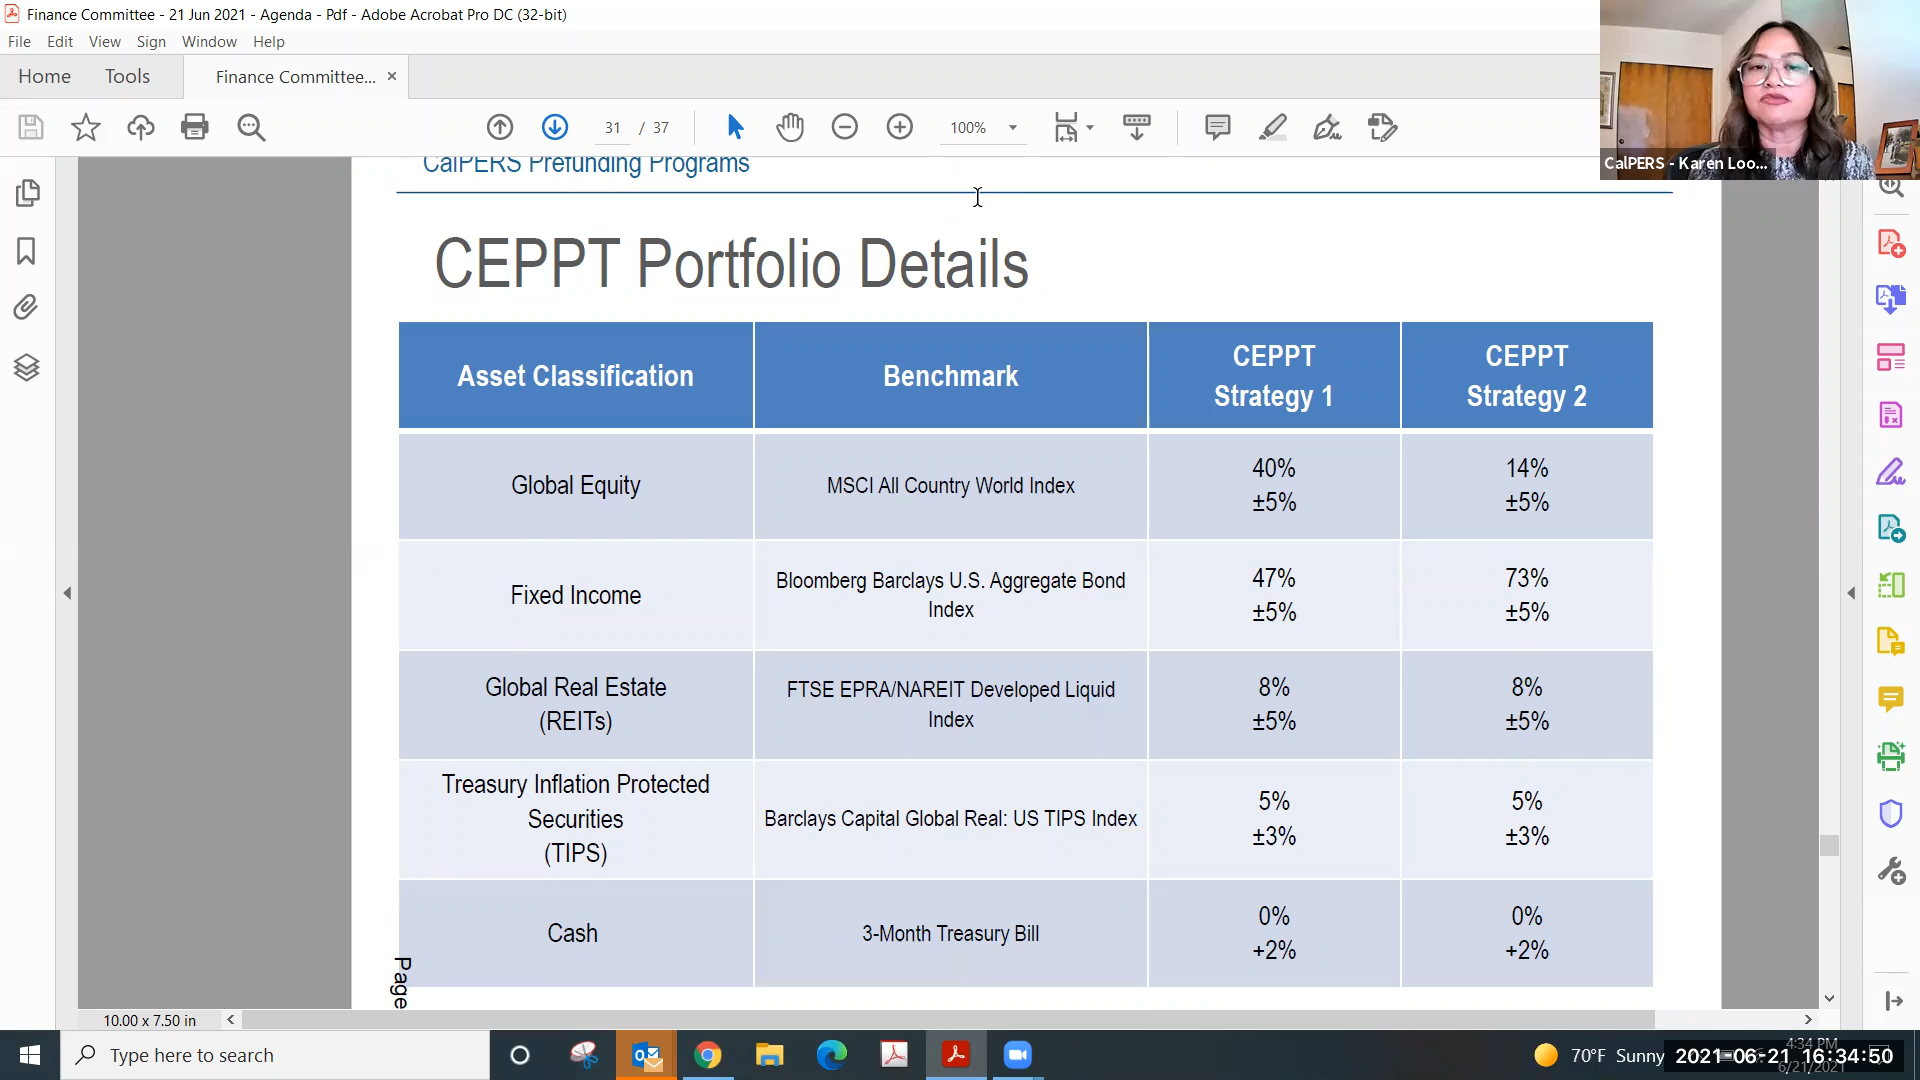 Finance Committee - 21 Jun 2021 - Agenda - Pdf - Adobe Acrobat Pro DC (32-bit)
File Edit View Sign Window Help
Home Tools Finance Committee... ×
31 / 37 100%
CalPERS - Karen Loo...
CalPERS Prefunding Programs
CEPPT Portfolio Details
Asset Classification Benchmark CEPPT Strategy 1 CEPPT Strategy 2
Global Equity MSCI All Country World Index 40% ±5% 14% ±5%
Fixed Income Bloomberg Barclays U.S. Aggregate Bond Index 47% ±5% 73% ±5%
Global Real Estate (REITs) FTSE EPRA/NAREIT Developed Liquid Index 8% ±5% 8% ±5%
Treasury Inflation Protected Securities (TIPS) Barclays Capital Global Real: US TIPS Index 5% ±3% 5% ±3%
Cash 3-Month Treasury Bill 0% +2% 0% +2%
Page
10.00 x 7.50 in
Type here to search
70°F Sunny
4:34 PM
6/21/2021
2021-06-21 16:34:50